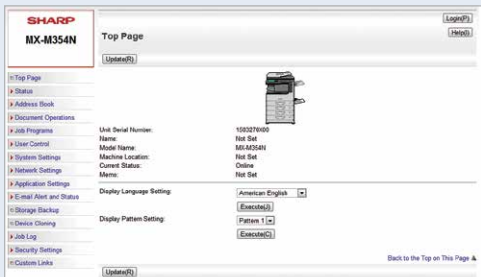 SHARP
MX-M354N
Login(P)
Top Page
Help(I)
Update(R)
Top Page
Status
Address Book
Document Operations
Job Programs
User Control
System Settings
Network Settings
Application Settings
E-mail Alert and Status
Storage Backup
Device Cloning
Job Log
Security Settings
Custom Links
Unit Serial Number: 1503276X00
Name: Not Set
Model Name: MX-M354N
Machine Location: Not Set
Current Status: Online
Memo: Not Set
Display Language Setting: American English
Execute(J)
Display Pattern Setting: Pattern 1
Execute(C)
Back to the Top on This Page
Update(R)